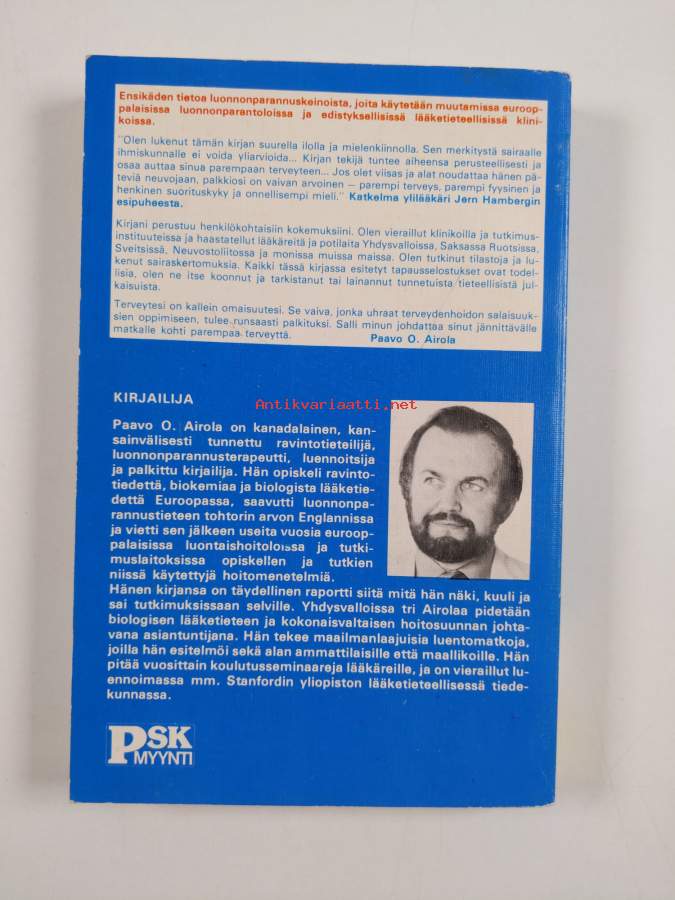 Ensikäden tietoa luonnonparannuskeinoista, joita käytetään muutamissa euroop-
palaisissa luonnonparantoloissa ja edistyksellisissä lääketieteellisissä klini-
koissa.
"Olen lukenut tämän kirjan suurella ilolla ja mielenkiinnolla. Sen merkitystä sairaalle
ihmiskunnalle ei voida yliarvioida... Kirjan tekijä tuntee aiheensa perusteellisesti ja
osaa auttaa sinua parempaan terveyteen... Jos olet viisas ja alat noudattaa hänen pä-
teviä neuvojaan, palkkiosi on vaivan arvoinen – parempi terveys, parempi fyysinen ja
henkinen suorituskyky ja onnellisempi mieli." Katkelma ylilääkäri Jern Hambergin
esipuheesta.
Kirjani perustuu henkilökohtaisiin kokemuksiini. Olen vieraillut klinikoilla ja tutkimus-
instituuteissa ja haastatellut lääkäreitä ja potilaita Yhdysvalloissa, Saksassa Ruotsissa,
Sveitsissä, Neuvostoliitossa ja monissa muissa maissa. Olen tutkinut tilastoja ja lu-
kenut sairaskertomuksia. Kaikki tässä kirjassa esitetyt tapausselostukset ovat todel-
lisia, olen ne itse koonnut ja tarkistanut tai lainannut tunnetuista tieteellisistä jul-
kaisuista.
Terveytesi on kallein omaisuutesi. Se vaiva, jonka uhraat terveydenhoidon salaisuuk-
sien oppimiseen, tulee runsaasti palkituksi. Salli minun johdattaa sinut jännittävälle
matkalle kohti parempaa terveyttä. Paavo O. Airola
Antikvariaatti.net
KIRJAILIJA
Paavo O. Airola on kanadalainen, kan-
sainvälisesti tunnettu ravintotieteilijä,
luonnonparannusterapeutti, luennoitsija
ja palkittu kirjailija. Hän opiskeli ravinto-
tiedettä, biokemiaa ja biologista lääketie-
dettä Euroopassa, saavutti luonnonpa-
rannustieteen tohtorin arvon Englannissa
ja vietti sen jälkeen useita vuosia euroop-
palaisissa luontaishoitoloissa ja tutki-
muslaitoksissa opiskellen ja tutkien
niissä käytettyjä hoitomenetelmiä.
Hänen kirjansa on täydellinen raportti siitä mitä hän näki, kuuli ja
sai tutkimuksissaan selville. Yhdysvalloissa tri Airolaa pidetään
biologisen lääketieteen ja kokonaisvaltaisen hoitosuunnan johta-
vana asiantuntijana. Hän tekee maailmanlaajuisia luentomatkoja,
joilla hän esitelmöi sekä alan ammattilaisille että maallikoille. Hän
pitää vuosittain koulutusseminaareja lääkäreille, ja on vieraillut lu-
ennoimassa mm. Stanfordin yliopiston lääketieteellisessä tiede-
kunnassa.
PSK
MYYNTI